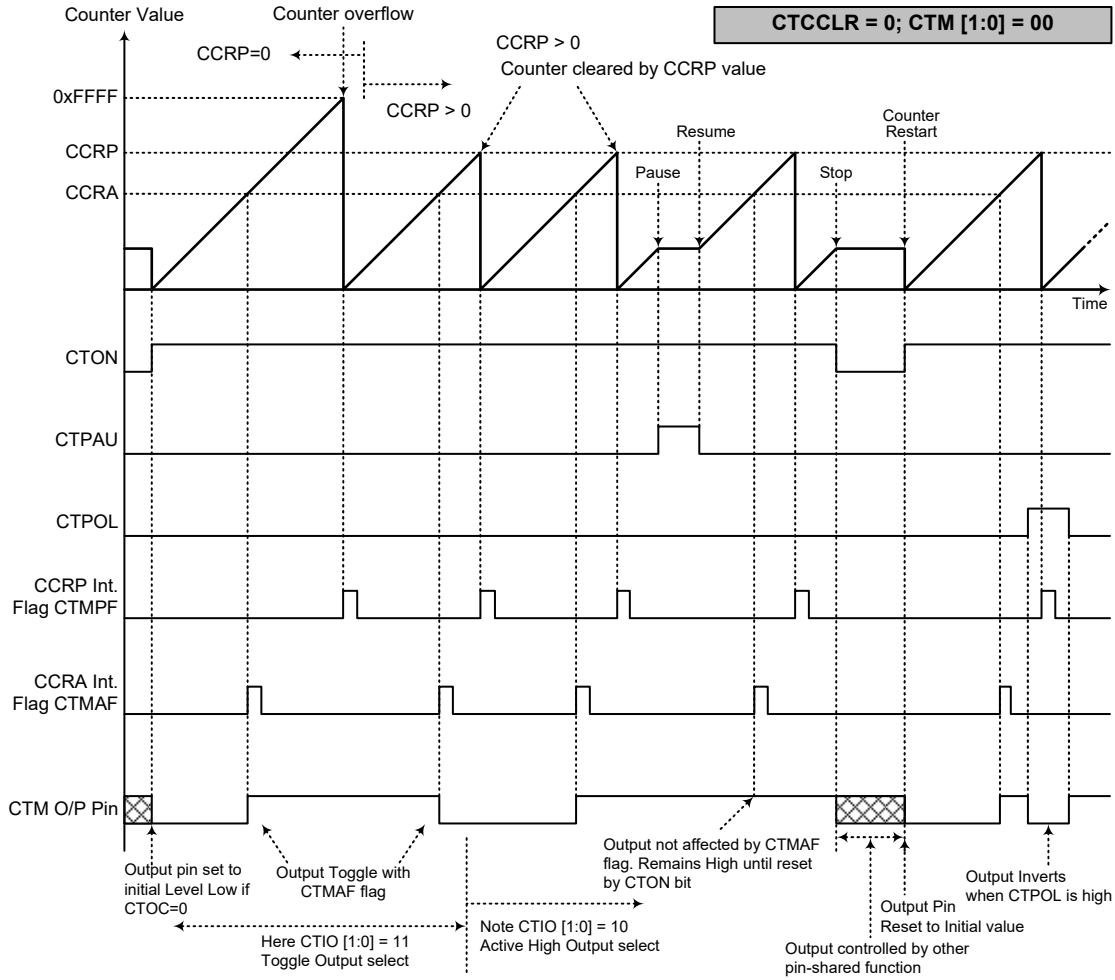 Counter Value
Counter overflow
CTCCLR = 0; CTM [1:0] = 00
CCRP=0
CCRP > 0
CCRP > 0
Counter cleared by CCRP value
0xFFFF
CCRP
CCRA
Pause
Resume
Stop
Counter
Restart
Time
CTON
CTPAU
CTPOL
CCRP Int.
Flag CTMPF
CCRA Int.
Flag CTMAF
CTM O/P Pin
Output pin set to
initial Level Low if
CTOC=0
Output Toggle with
CTMAF flag
Output not affected by CTMAF
flag. Remains High until reset
by CTON bit
Output Inverts
when CTPOL is high
Output Pin
Reset to Initial value
Here CTIO [1:0] = 11
Toggle Output select
Note CTIO [1:0] = 10
Active High Output select
Output controlled by other
pin-shared function